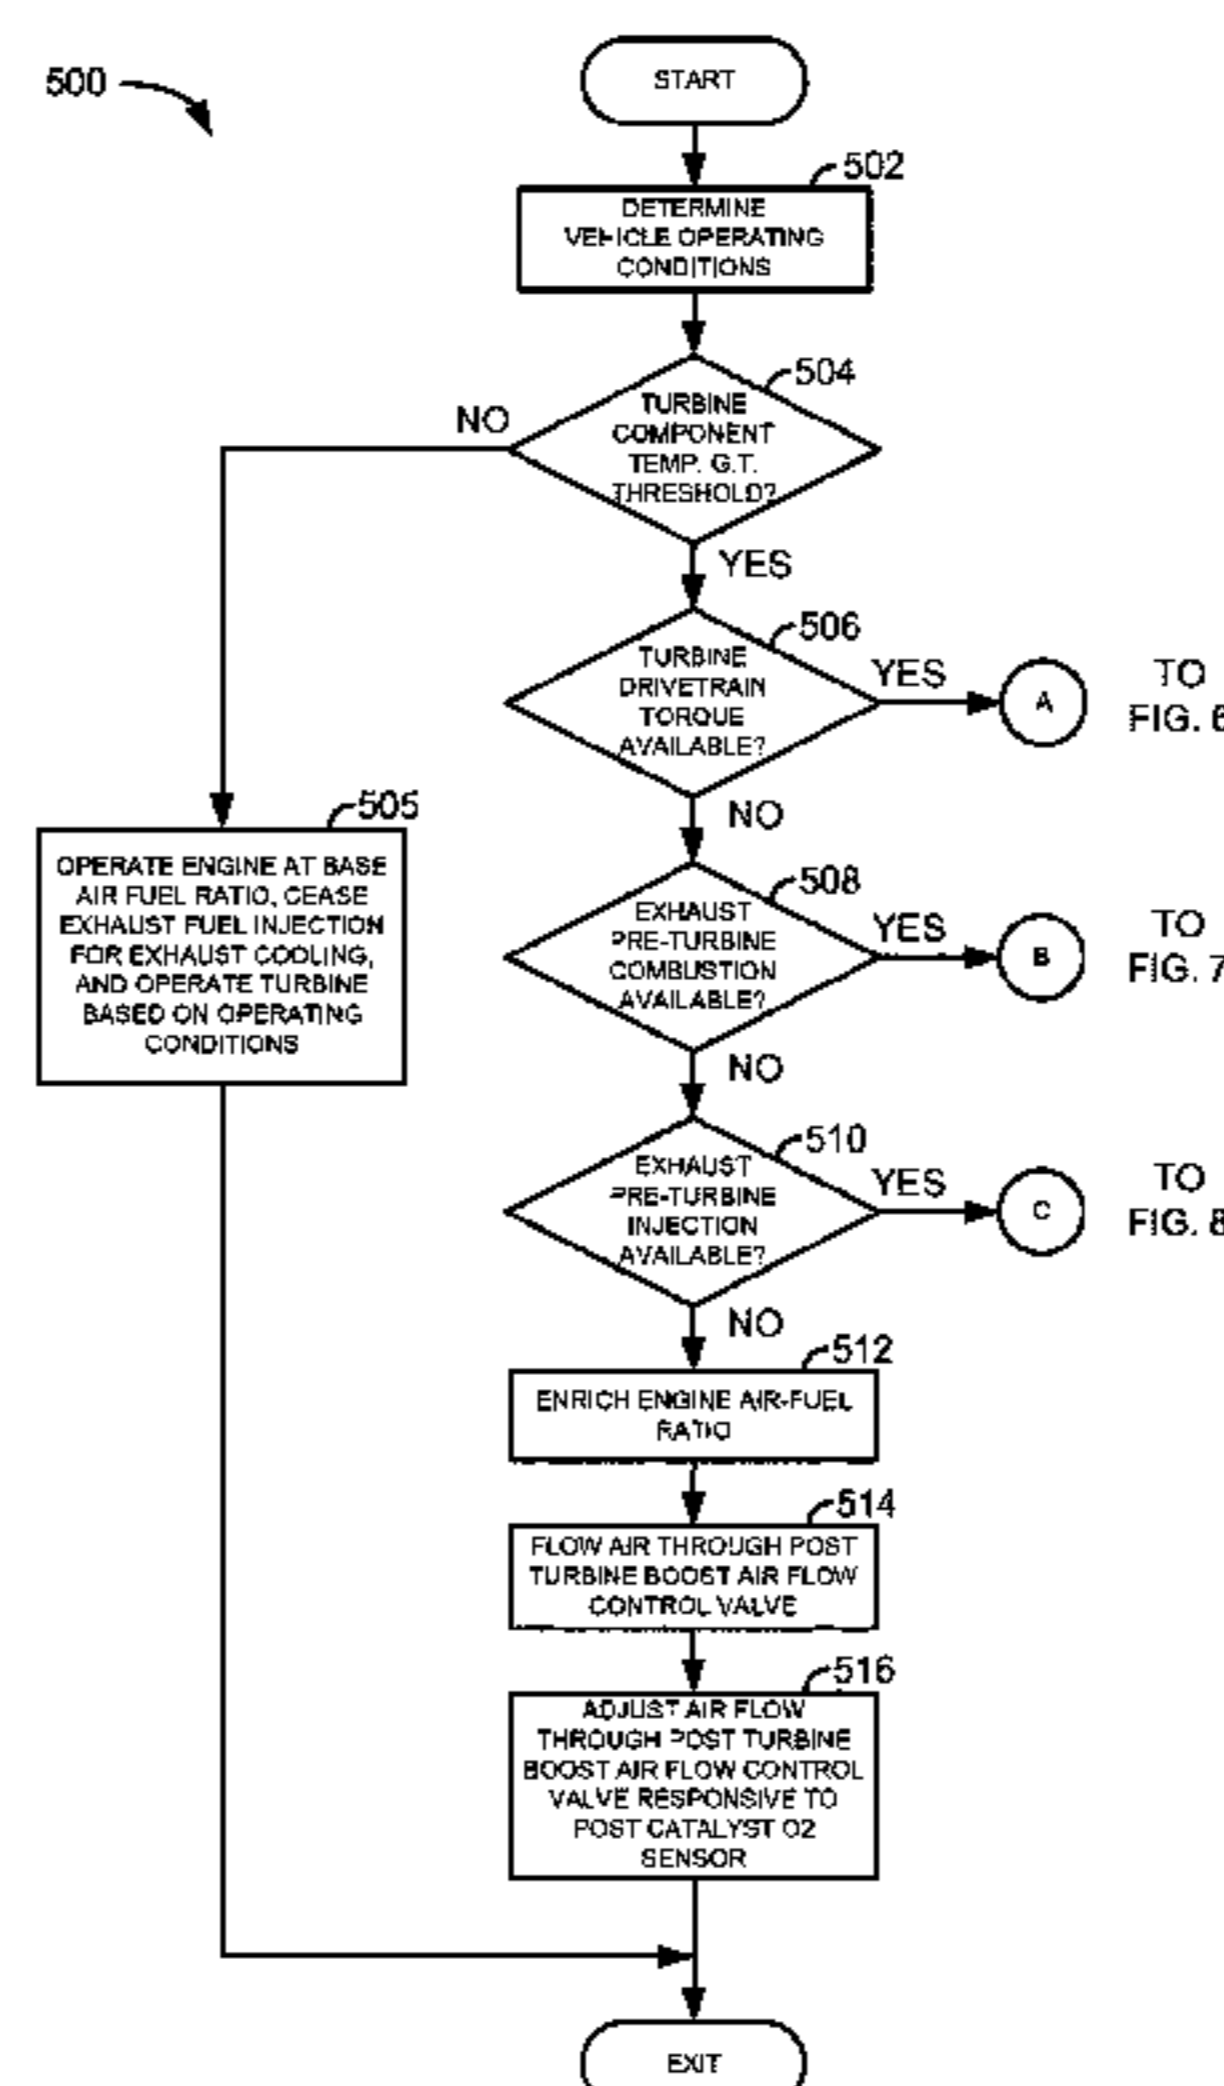 500
START
502
DETERMINE
VEHICLE OPERATING
CONDITIONS
504
NO
TURBINE
COMPONENT
TEMP. G.T.
THRESHOLD?
YES
506
TURBINE
DRIVETRAIN
TORQUE
AVAILABLE?
YES
A
TO
FIG. 6
NO
505
OPERATE ENGINE AT BASE
AIR FUEL RATIO, CEASE
EXHAUST FUEL INJECTION
FOR EXHAUST COOLING,
AND OPERATE TURBINE
BASED ON OPERATING
CONDITIONS
508
EXHAUST
PRE-TURBINE
COMBUSTION
AVAILABLE?
YES
B
TO
FIG. 7
NO
510
EXHAUST
PRE-TURBINE
INJECTION
AVAILABLE?
YES
C
TO
FIG. 8
NO
512
ENRICH ENGINE AIR-FUEL
RATIO
514
FLOW AIR THROUGH POST
TURBINE BOOST AIR FLOW
CONTROL VALVE
516
ADJUST AIR FLOW
THROUGH POST TURBINE
BOOST AIR FLOW CONTROL
VALVE RESPONSIVE TO
POST CATALYST O2
SENSOR
EXIT